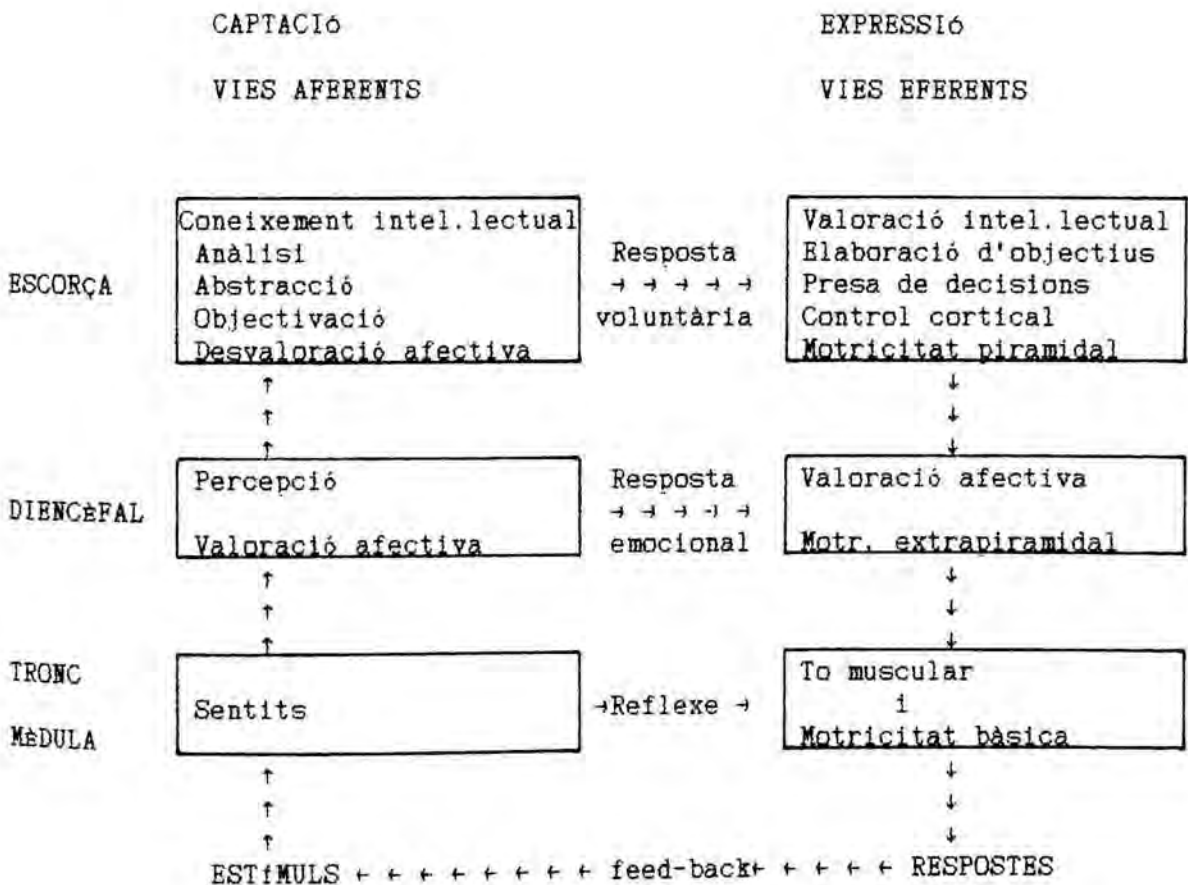 CAPTACIÓ EXPRESSIÓ
VIES AFERENTS VIES EFERENTS
Coneixement intel.lectual Valoració intel.lectual
Anàlisi Resposta Elaboració d'objectius
ESCORÇA Abstracció → → → → → Presa de decisions
Objectivació voluntària Control cortical
Desvaloració afectiva Motricitat piramidal
↑ ↓
↑ ↓
↑ ↓
Percepció Resposta Valoració afectiva
DIENCÈFAL → → → → →
Valoració afectiva emocional Motr. extrapiramidal
↑ ↓
↑ ↓
↑ ↓
TRONC To muscular
Sentits →Reflexe → i
MÈDULA Motricitat bàsica
↑ ↓
↑ ↓
↑ ↓
ESTÍMULS ← ← ← ← ← ← ← ← feed-back← ← ← ← ← RESPOSTES